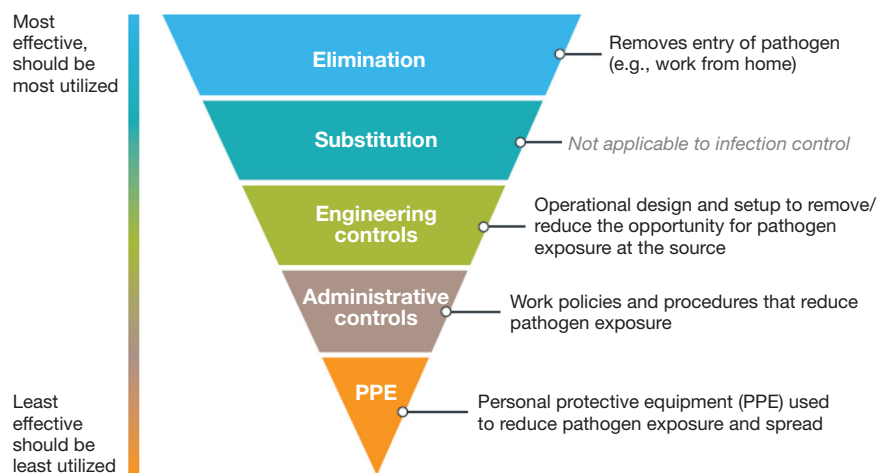 Most
effective,
should be
most utilized
Elimination
Removes entry of pathogen
(e.g., work from home)
Substitution
Not applicable to infection control
Engineering
controls
Operational design and setup to remove/
reduce the opportunity for pathogen
exposure at the source
Administrative
controls
Work policies and procedures that reduce
pathogen exposure
PPE
Personal protective equipment (PPE) used
to reduce pathogen exposure and spread
Least
effective
should be
least utilized